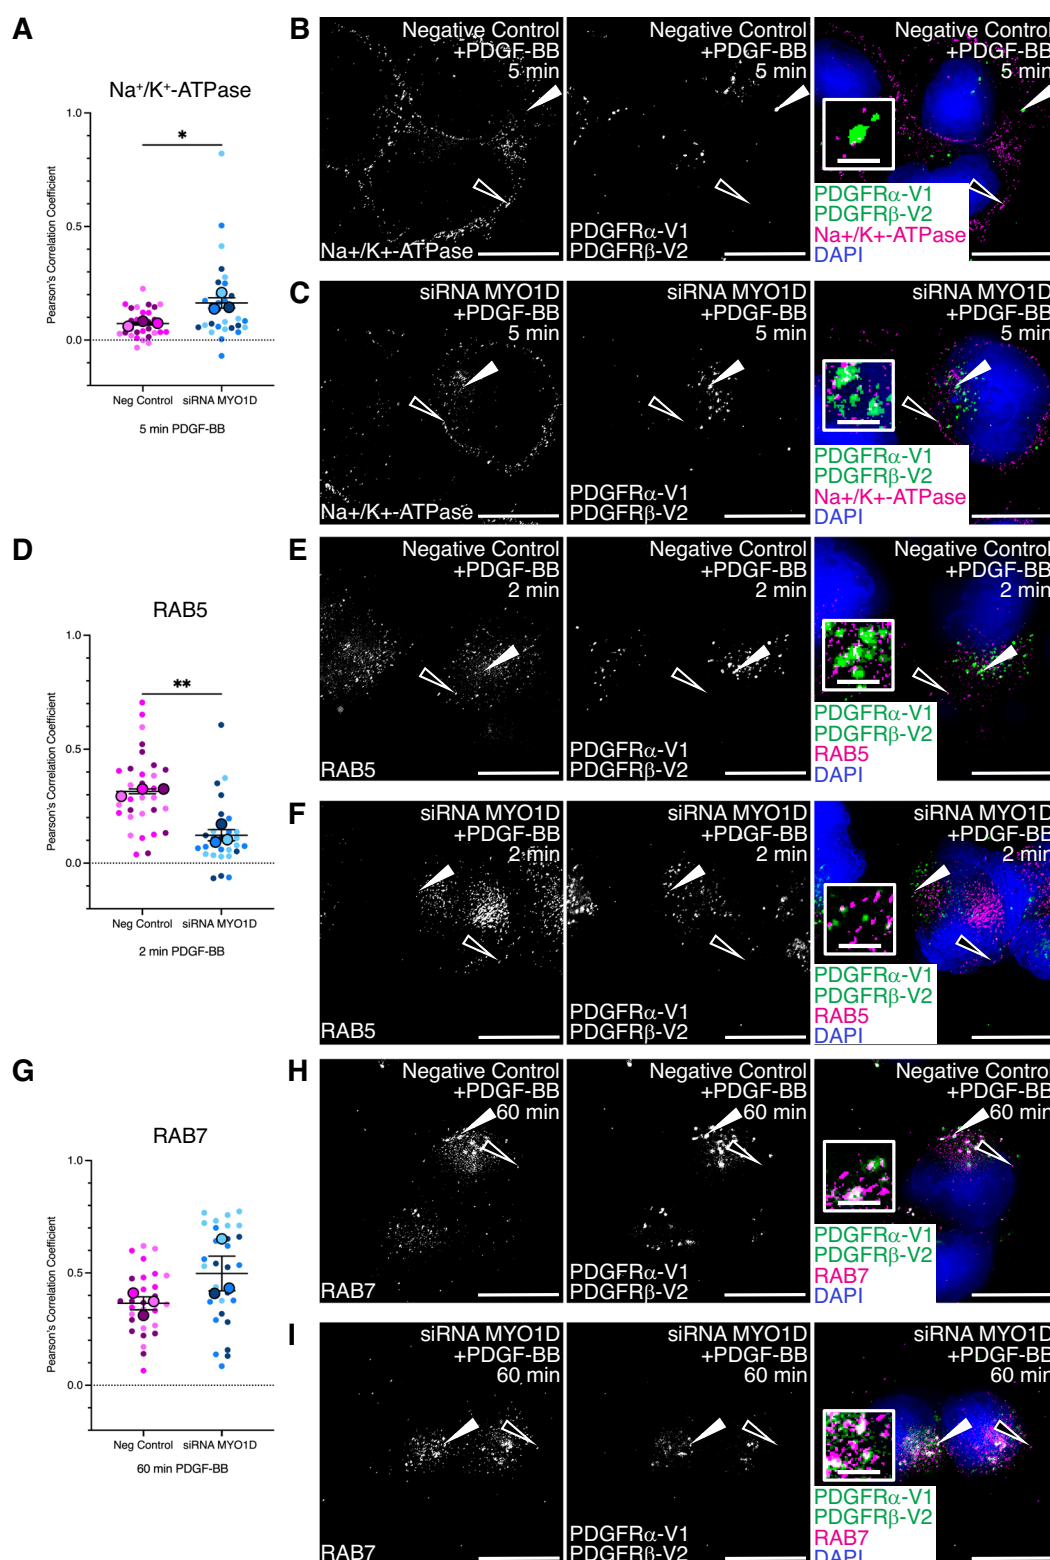 A
Na+/K+-ATPase
Pearson's Correlation Coefficient
1.0
0.5
0.0
*
Neg Control
siRNA MYO1D
5 min PDGF-BB
B
Negative Control
+PDGF-BB
5 min
Na+/K+-ATPase
Negative Control
+PDGF-BB
5 min
PDGFRα-V1
PDGFRβ-V2
Negative Control
+PDGF-BB
5 min
PDGFRα-V1
PDGFRβ-V2
Na+/K+-ATPase
DAPI
C
siRNA MYO1D
+PDGF-BB
5 min
Na+/K+-ATPase
siRNA MYO1D
+PDGF-BB
5 min
PDGFRα-V1
PDGFRβ-V2
siRNA MYO1D
+PDGF-BB
5 min
PDGFRα-V1
PDGFRβ-V2
Na+/K+-ATPase
DAPI
D
RAB5
Pearson's Correlation Coefficient
1.0
0.5
0.0
**
Neg Control
siRNA MYO1D
2 min PDGF-BB
E
Negative Control
+PDGF-BB
2 min
RAB5
Negative Control
+PDGF-BB
2 min
PDGFRα-V1
PDGFRβ-V2
Negative Control
+PDGF-BB
2 min
PDGFRα-V1
PDGFRβ-V2
RAB5
DAPI
F
siRNA MYO1D
+PDGF-BB
2 min
RAB5
siRNA MYO1D
+PDGF-BB
2 min
PDGFRα-V1
PDGFRβ-V2
siRNA MYO1D
+PDGF-BB
2 min
PDGFRα-V1
PDGFRβ-V2
RAB5
DAPI
G
RAB7
Pearson's Correlation Coefficient
1.0
0.5
0.0
Neg Control
siRNA MYO1D
60 min PDGF-BB
H
Negative Control
+PDGF-BB
60 min
RAB7
Negative Control
+PDGF-BB
60 min
PDGFRα-V1
PDGFRβ-V2
Negative Control
+PDGF-BB
60 min
PDGFRα-V1
PDGFRβ-V2
RAB7
DAPI
I
siRNA MYO1D
+PDGF-BB
60 min
RAB7
siRNA MYO1D
+PDGF-BB
60 min
PDGFRα-V1
PDGFRβ-V2
siRNA MYO1D
+PDGF-BB
60 min
PDGFRα-V1
PDGFRβ-V2
RAB7
DAPI